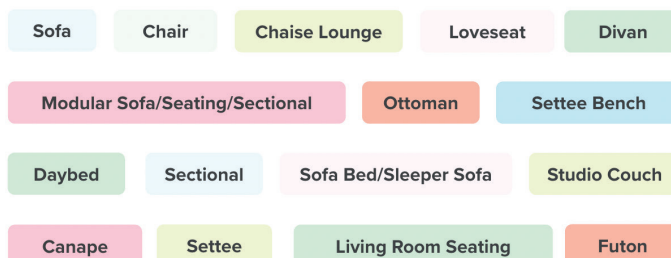 Sofa Chair Chaise Lounge Loveseat Divan
Modular Sofa/Seating/Sectional Ottoman Settee Bench
Daybed Sectional Sofa Bed/Sleeper Sofa Studio Couch
Canape Settee Living Room Seating Futon